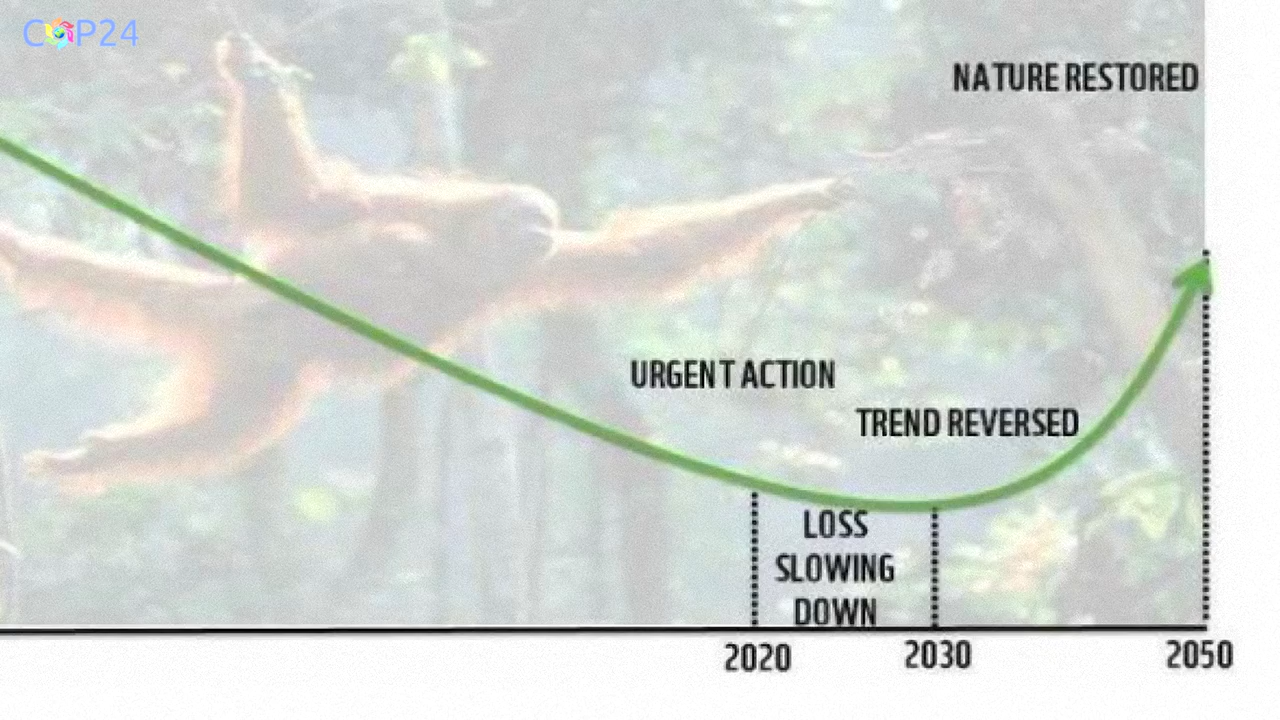 COP24
NATURE RESTORED
URGENT ACTION
TREND REVERSED
LOSS
SLOWING
DOWN
2020
2030
2050